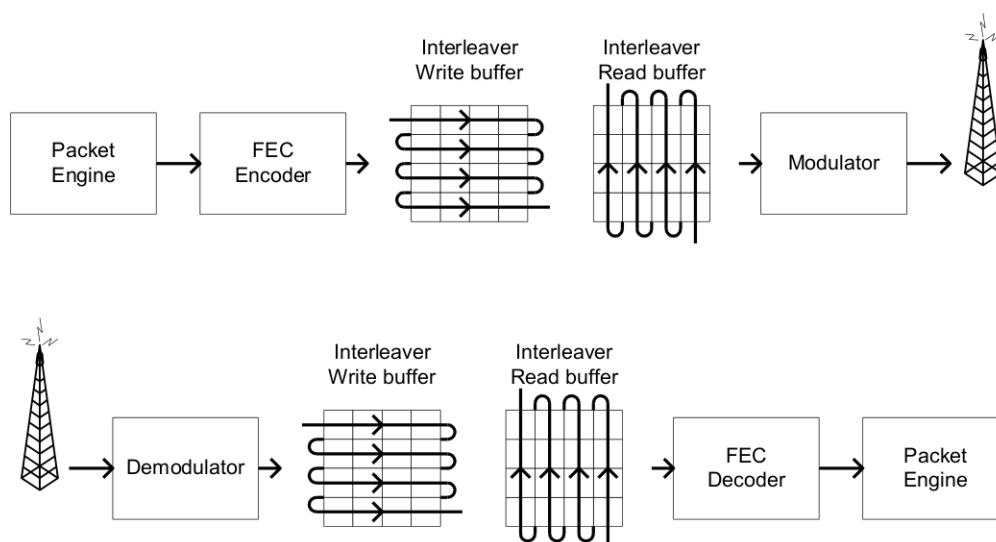 Interleaver
Write buffer
Interleaver
Read buffer
Packet
Engine
FEC
Encoder
Modulator
Interleaver
Write buffer
Interleaver
Read buffer
Demodulator
FEC
Decoder
Packet
Engine